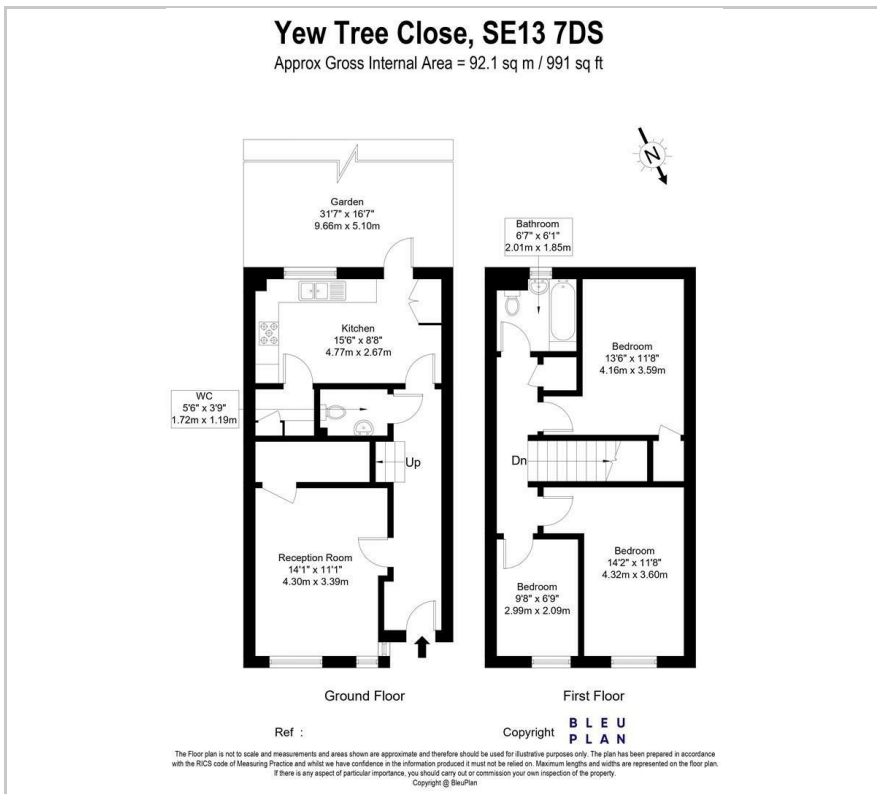 Yew Tree Close, SE13 7DS
Approx Gross Internal Area = 92.1 sq m / 991 sq ft
N
Garden
31'7" x 16'7"
9.66m x 5.10m
Bathroom
6'7" x 6'1"
2.01m x 1.85m
Kitchen
15'6" x 8'8"
4.77m x 2.67m
Bedroom
13'6" x 11'8"
4.16m x 3.59m
WC
5'6" x 3'9"
1.72m x 1.19m
Up
Dn
Reception Room
14'1" x 11'1"
4.30m x 3.39m
Bedroom
14'2" x 11'8"
4.32m x 3.60m
Bedroom
9'8" x 6'9"
2.99m x 2.09m
Ground Floor
First Floor
Ref :
Copyright
BLEU
PLAN
The Floor plan is not to scale and measurements and areas shown are approximate and therefore should be used for illustrative purposes only. The plan has been prepared in accordance
with the RICS code of Measuring Practice and whilst we have confidence in the information produced it must not be relied on. Maximum lengths and widths are represented on the floor plan.
If there is any aspect of particular importance, you should carry out or commission your own inspection of the property.
Copyright @ BleuPlan